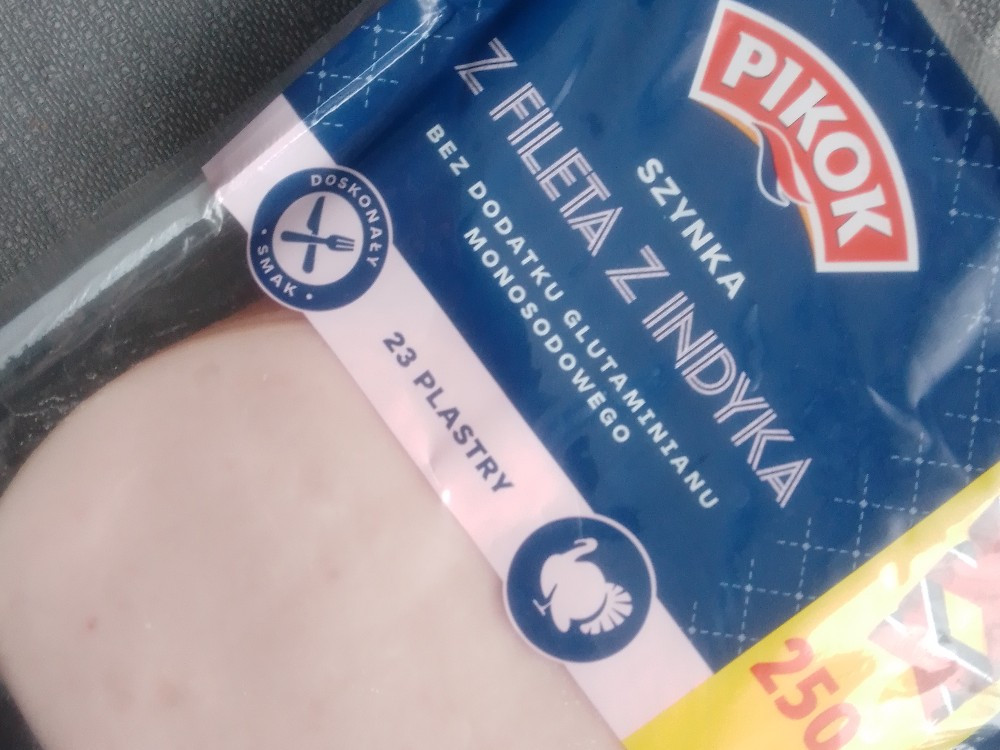 PIKOK
SZYNKA
Z FILETA Z INDYKA
BEZ DODATKU GLUTAMINIANU
MONOSODOWEGO
DOSKONAŁY
• SMAK •
23 PLASTRY
250